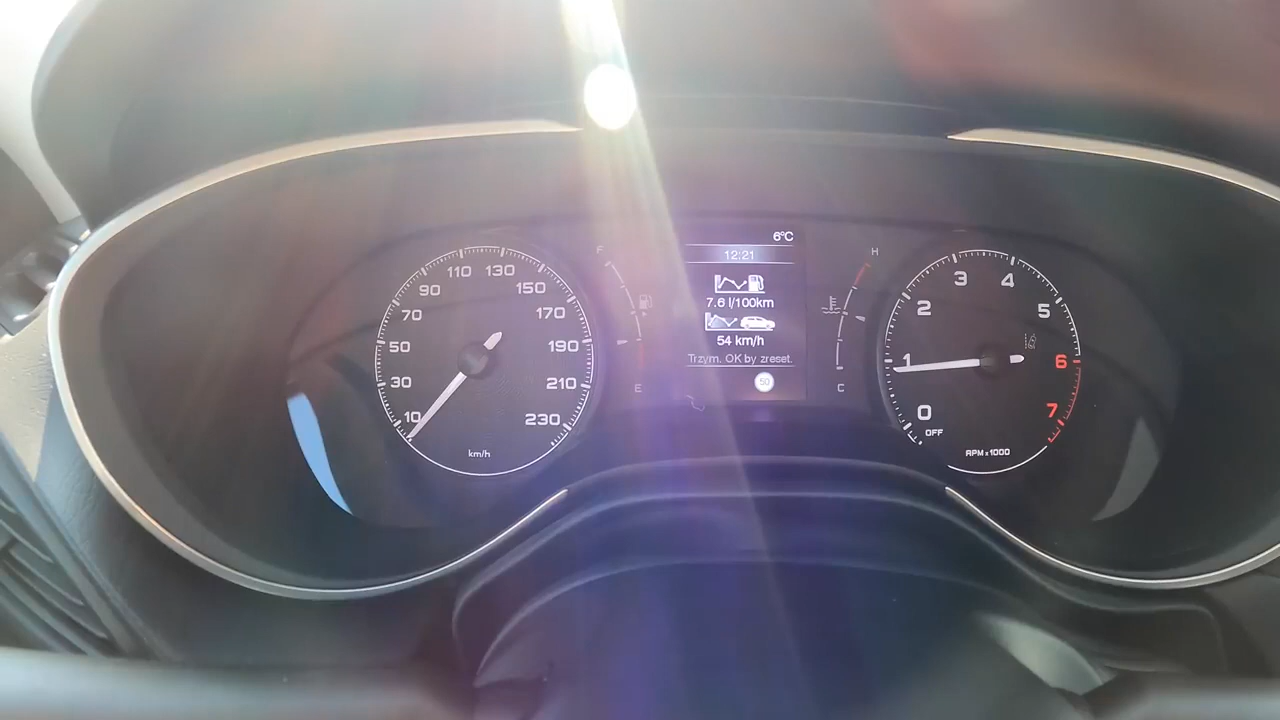 110 130
90
150
70
170
50
190
30
210
10
230
km/h
F
E
6ºC
12:21
7.6 l/100km
54 km/h
Trzym. OK by zreset.
50
H
C
3
4
2
5
1
6
0
7
OFF
RPM x 1000